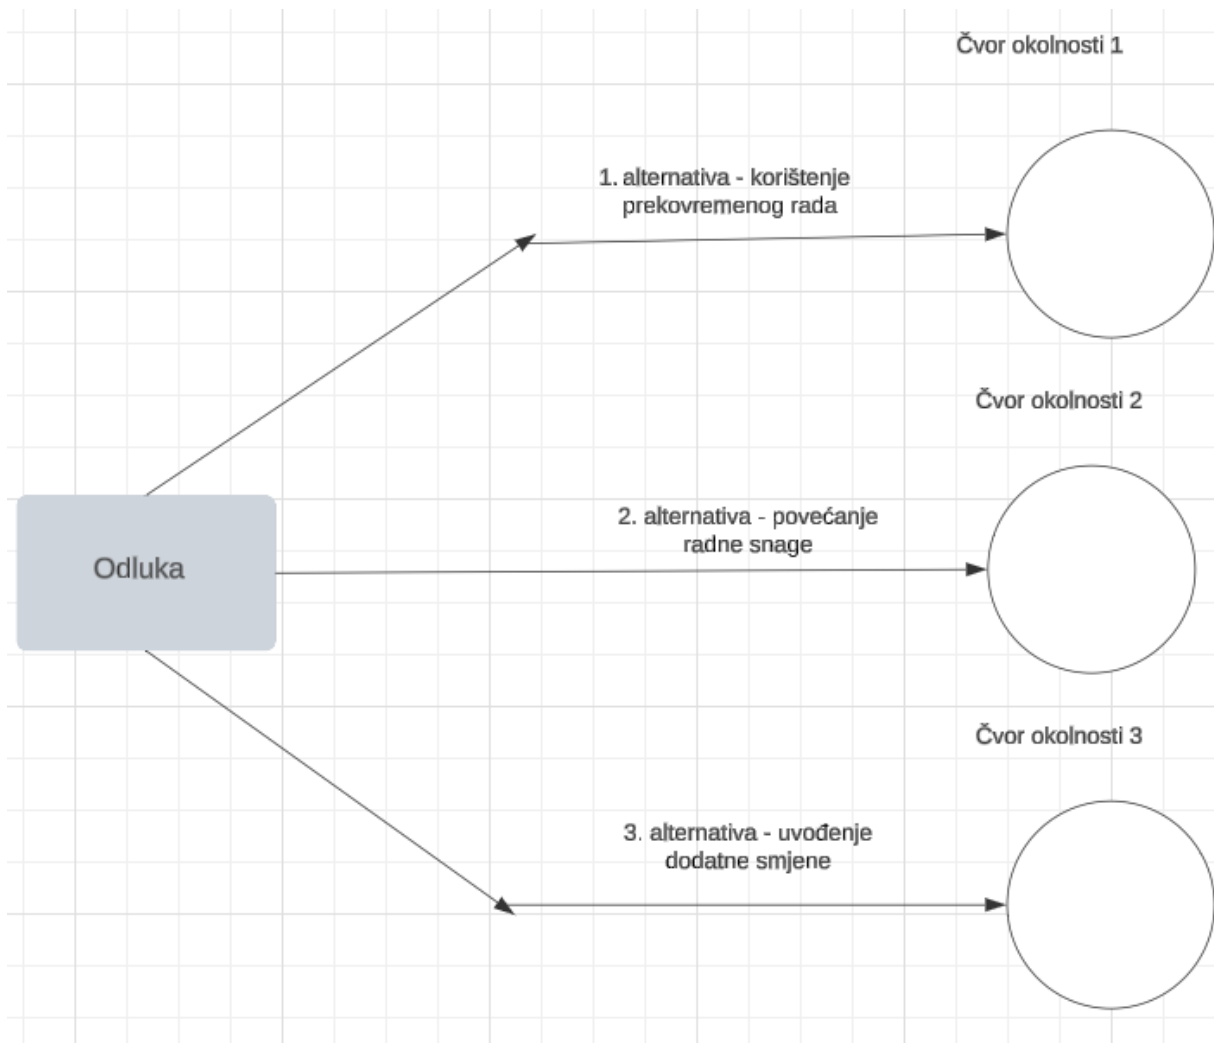 Čvor okolnosti 1
1. alternativa - korištenje
prekovremenog rada
Čvor okolnosti 2
2. alternativa - povećanje
radne snage
Odluka
Čvor okolnosti 3
3. alternativa - uvođenje
dodatne smjene